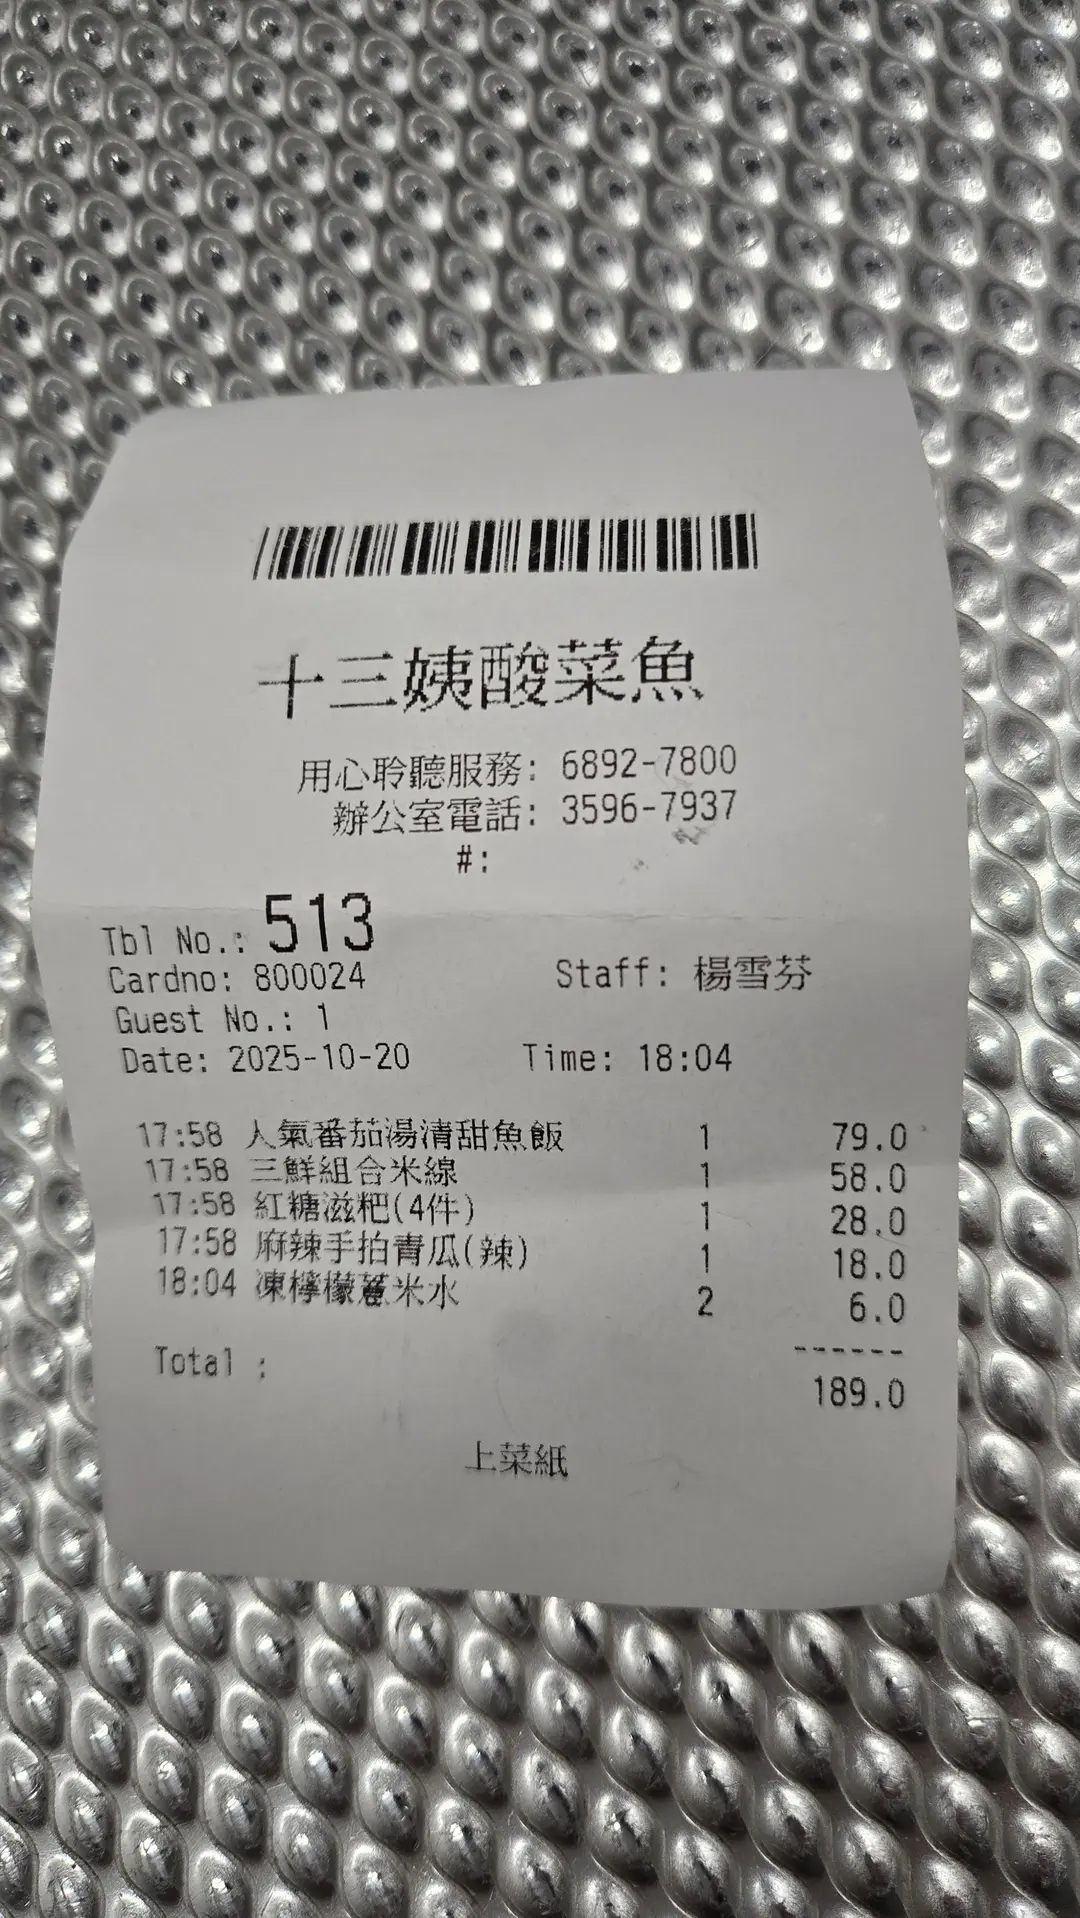 十三姨酸菜魚
用心聆聽服務: 6892-7800
辦公室電話: 3596-7937
#:
Tbl No.: 513
Cardno: 800024 Staff: 楊雪芬
Guest No.: 1
Date: 2025-10-20 Time: 18:04
17:58 人氣番茄湯清甜魚飯 1 79.0
17:58 三鮮組合米線 1 58.0
17:58 紅糖滋粑(4件) 1 28.0
17:58 麻辣手拍青瓜(辣) 1 18.0
18:04 凍檸檬薏米水 2 6.0
------
Total : 189.0
上菜紙